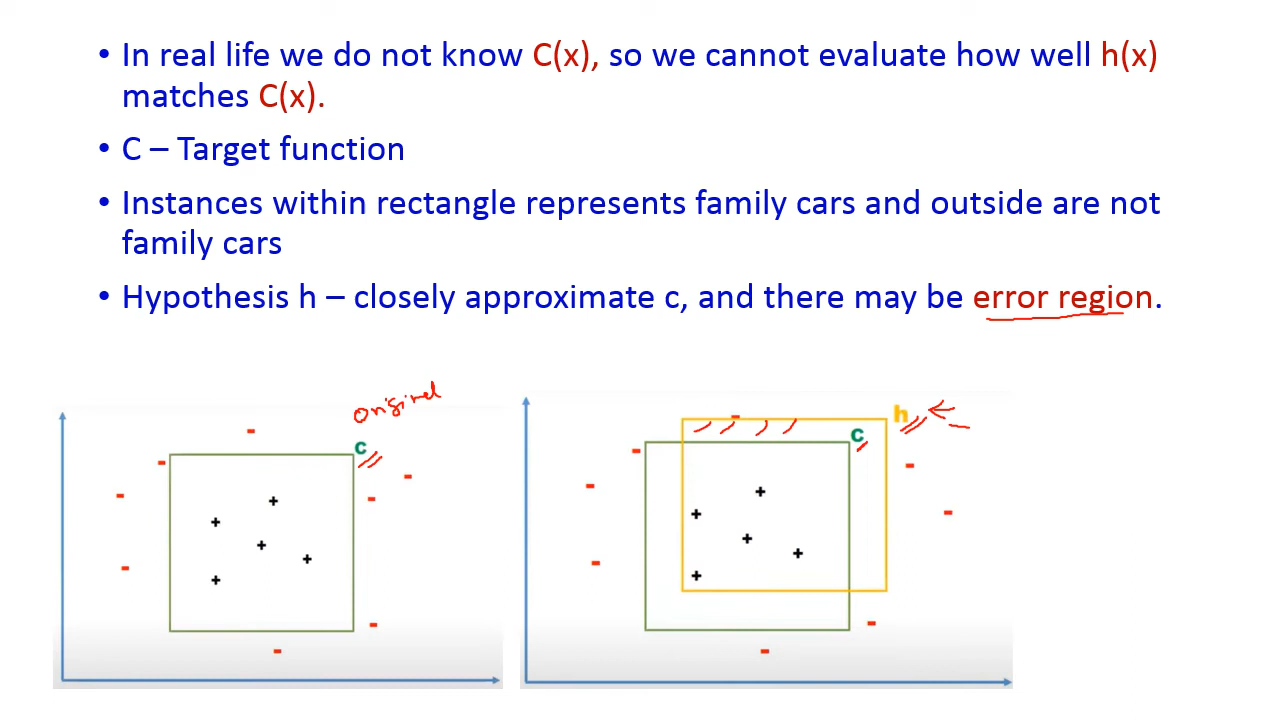 • In real life we do not know C(x), so we cannot evaluate how well h(x)
matches C(x).
• C – Target function
• Instances within rectangle represents family cars and outside are not
family cars
• Hypothesis h – closely approximate c, and there may be error region.
original
c
h
c